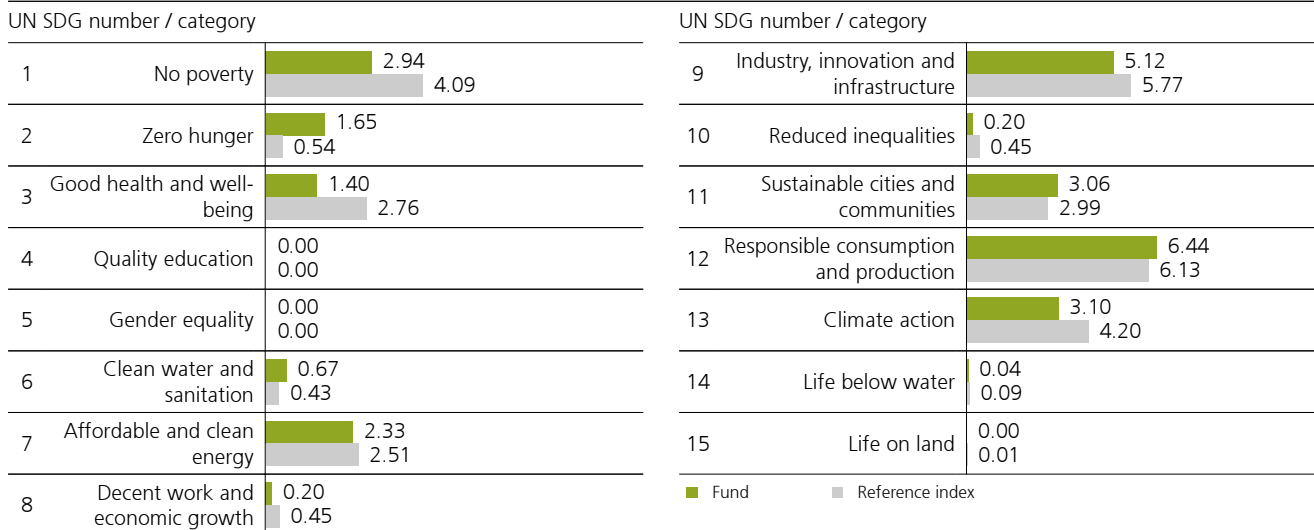 UN SDG number / category
1 No poverty 2.94
4.09
2 Zero hunger 1.65
0.54
3 Good health and well-
being 1.40
2.76
4 Quality education 0.00
0.00
5 Gender equality 0.00
0.00
6 Clean water and
sanitation 0.67
0.43
7 Affordable and clean
energy 2.33
2.51
8 Decent work and
economic growth 0.20
0.45
UN SDG number / category
9 Industry, innovation and
infrastructure 5.12
5.77
10 Reduced inequalities 0.20
0.45
11 Sustainable cities and
communities 3.06
2.99
12 Responsible consumption
and production 6.44
6.13
13 Climate action 3.10
4.20
14 Life below water 0.04
0.09
15 Life on land 0.00
0.01
Fund Reference index